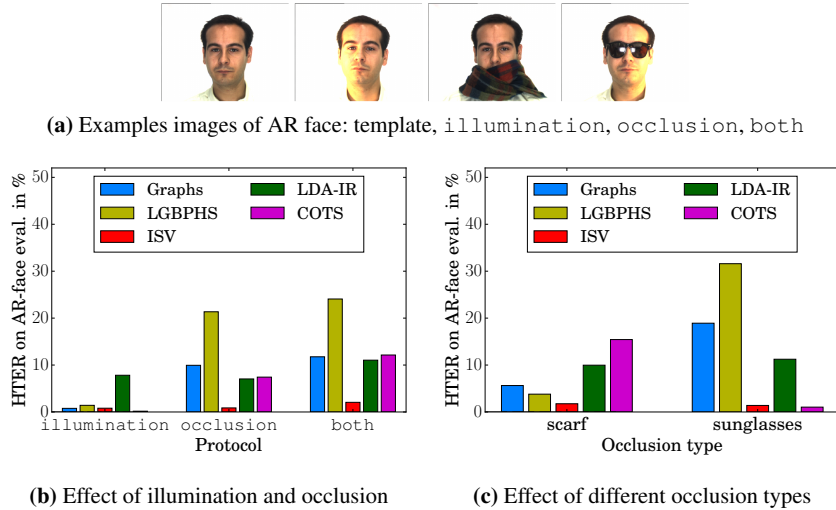 (a) Examples images of AR face: template, illumination, occlusion, both
HTER on AR-face eval. in %
50
40
30
20
10
0
Graphs
LGBPHS
ISV
LDA-IR
COTS
illumination occlusion both
Protocol
(b) Effect of illumination and occlusion
HTER on AR-face eval. in %
50
40
30
20
10
0
Graphs
LGBPHS
ISV
LDA-IR
COTS
scarf sunglasses
Occlusion type
(c) Effect of different occlusion types